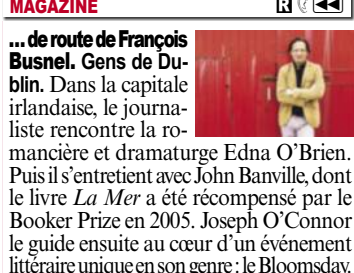 MAGAZINE R
... de route de François
Busnel. Gens de Du-
blin. Dans la capitale
irlandaise, le journa-
liste rencontre la ro-
mancière et dramaturge Edna O'Brien.
Puis il s'entretient avec John Banville, dont
le livre La Mer a été récompensé par le
Booker Prize en 2005. Joseph O'Connor
le guide ensuite au cœur d'un événement
littéraire unique en son genre : le Bloomsday,